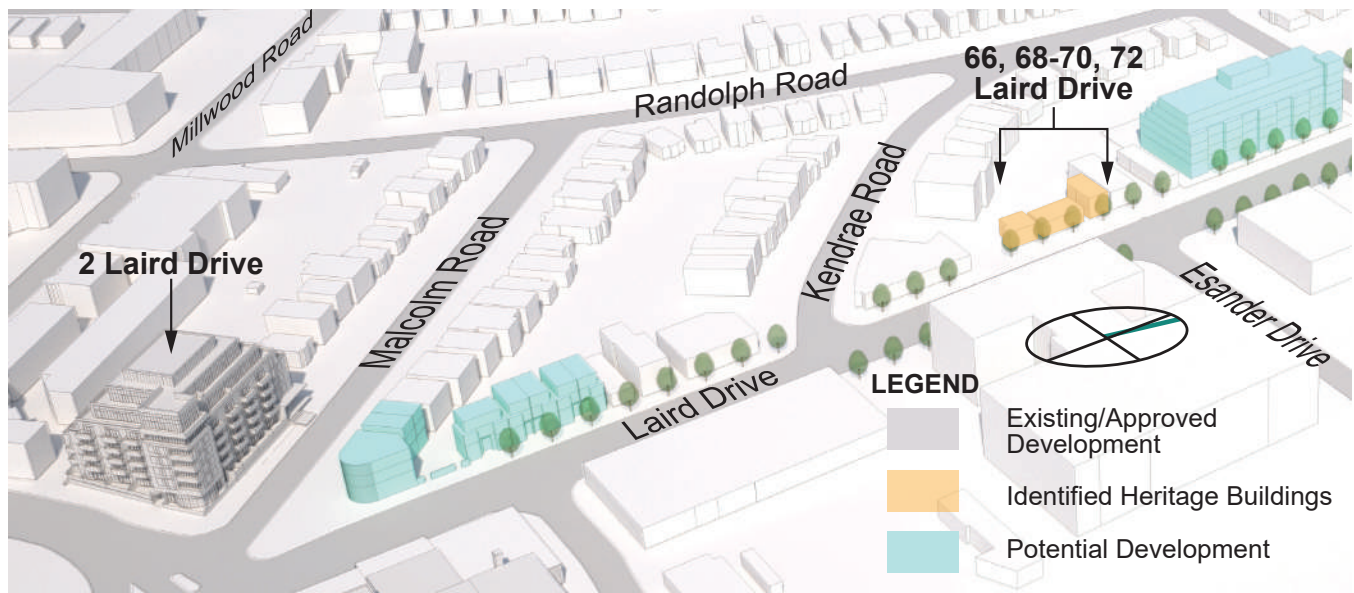 Millwood Road
Randolph Road
66, 68-70, 72
Laird Drive
2 Laird Drive
Malcolm Road
Kendrae Road
Laird Drive
Esander Drive
LEGEND
Existing/Approved
Development
Identified Heritage Buildings
Potential Development